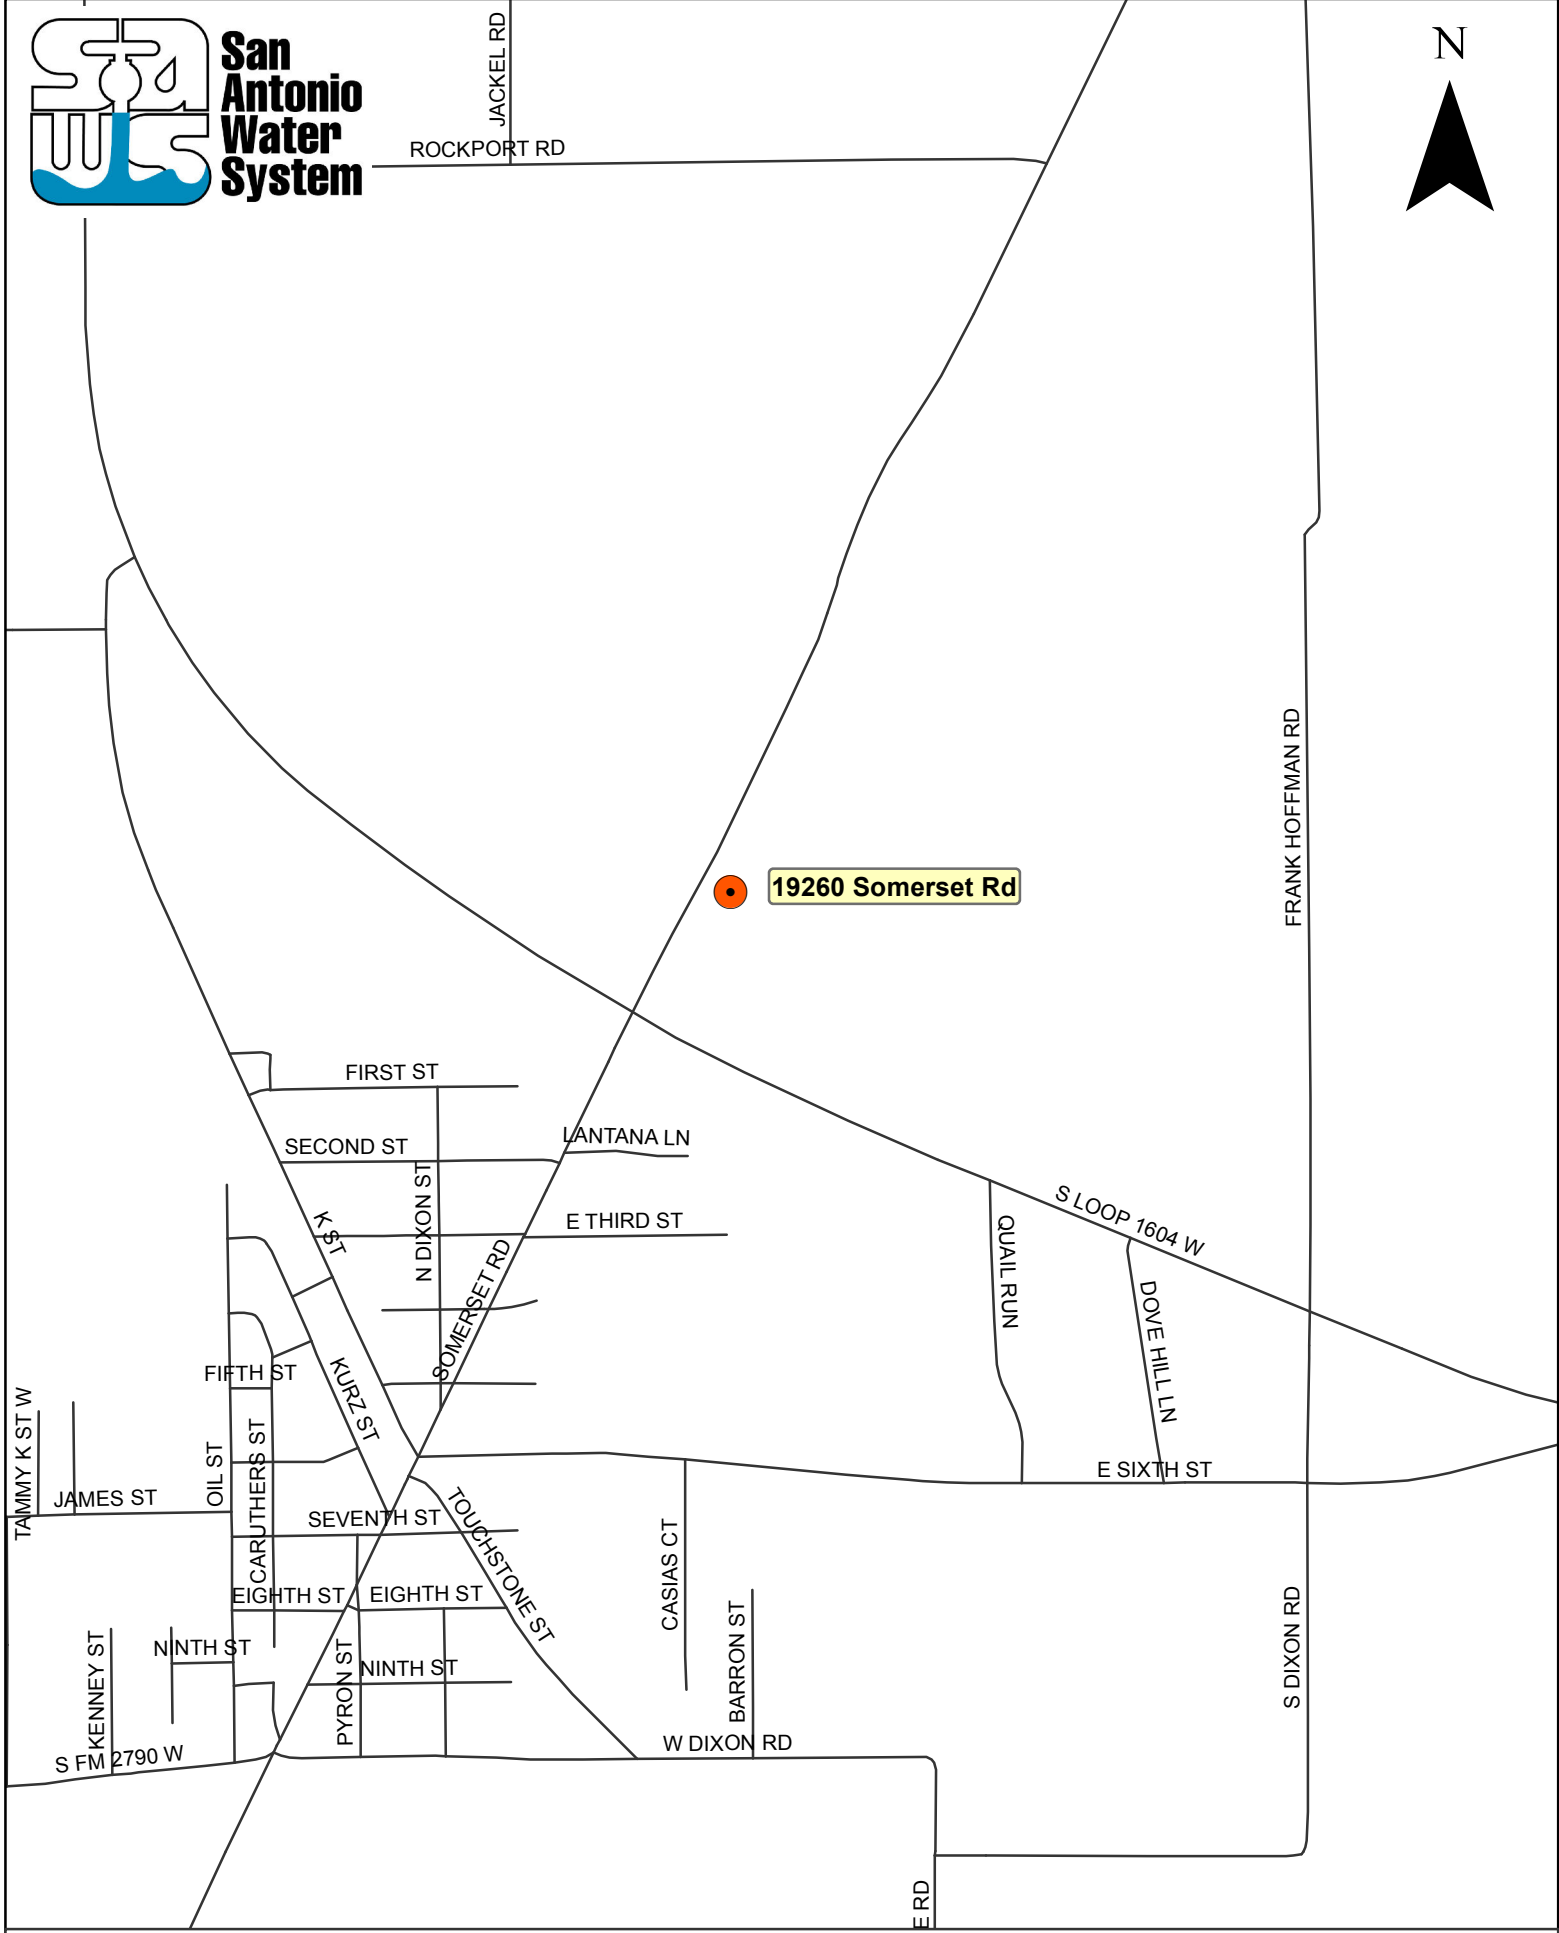 San
Antonio
Water
System
N
JACKEL RD
ROCKPORT RD
FRANK HOFFMAN RD
19260 Somerset Rd
FIRST ST
SECOND ST
LANTANA LN
N DIXON ST
K ST
E THIRD ST
SOMERSET RD
S LOOP 1604 W
QUAIL RUN
DOVE HILL LN
FIFTH ST
KURZ ST
TAMMY K ST W
OIL ST
CARUTHERS ST
E SIXTH ST
JAMES ST
SEVENTH ST
TOUCHSTONE ST
CASIAS CT
EIGHTH ST
EIGHTH ST
BARRON ST
S DIXON RD
KENNEY ST
NINTH ST
PYRON ST
NINTH ST
W DIXON RD
S FM 2790 W
E RD